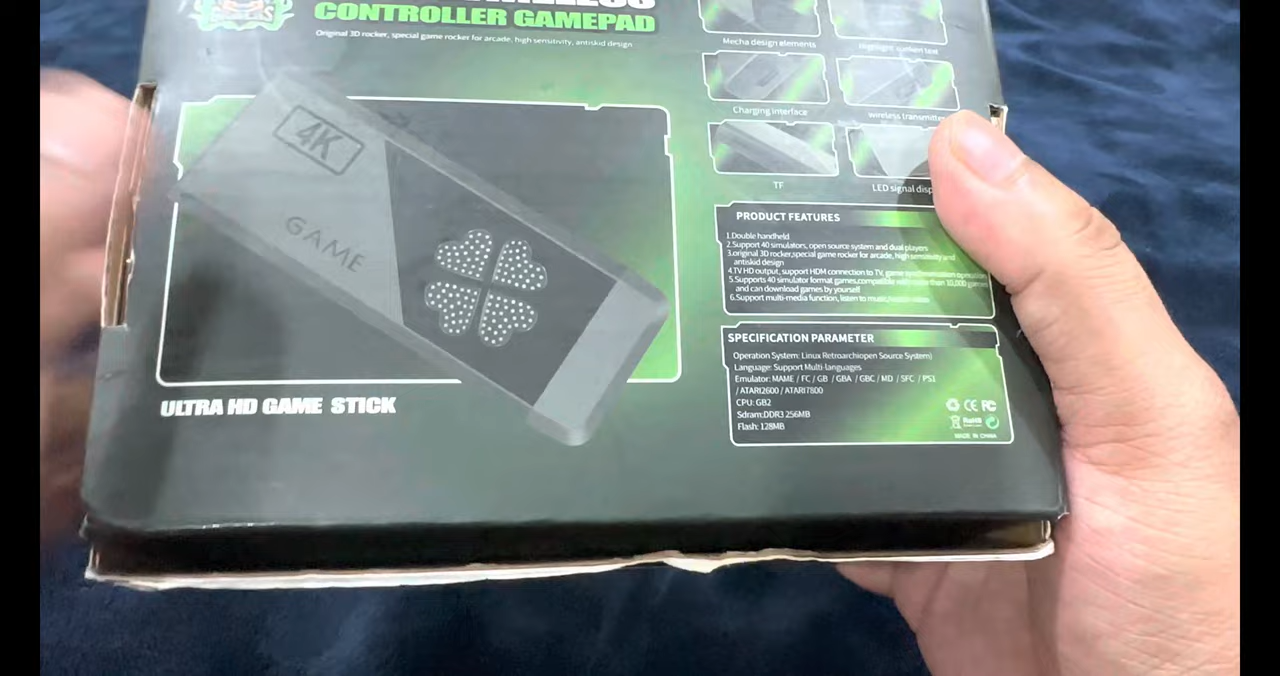 CONTROLLER GAMEPAD
Original 3D rocker, special game rocker for arcade, high sensitivity, antiskid design
Mecha design elements
Charging interface
wireless transmitter
TF
LED signal disp
4K
GAME
ULTRA HD GAME STICK
PRODUCT FEATURES
1.Double handheld
2.Support 40 simulators, open source system and dual players
3.original 3D rocker,special game rocker for arcade, high sensitivity and
antiskid design
4.TV HD output, support HDM connection to TV, game synchronization operation
5.Supports 40 simulator format games,compatible with more than 10,000 games
and can download games by yourself
6.Support multi-media function, listen to music,
SPECIFICATION PARAMETER
Operation System: Linux Retroarchiopen Source System)
Language: Support Multi-languages
Emulator: MAME / FC / GB / GBA / GBC / MD / SFC / PS1
/ ATARI2600 / ATARI7800
CPU: GB2
Sdram:DDR3 256MB
Flash: 128MB
CE FC
RoHS
MADE IN CHINA